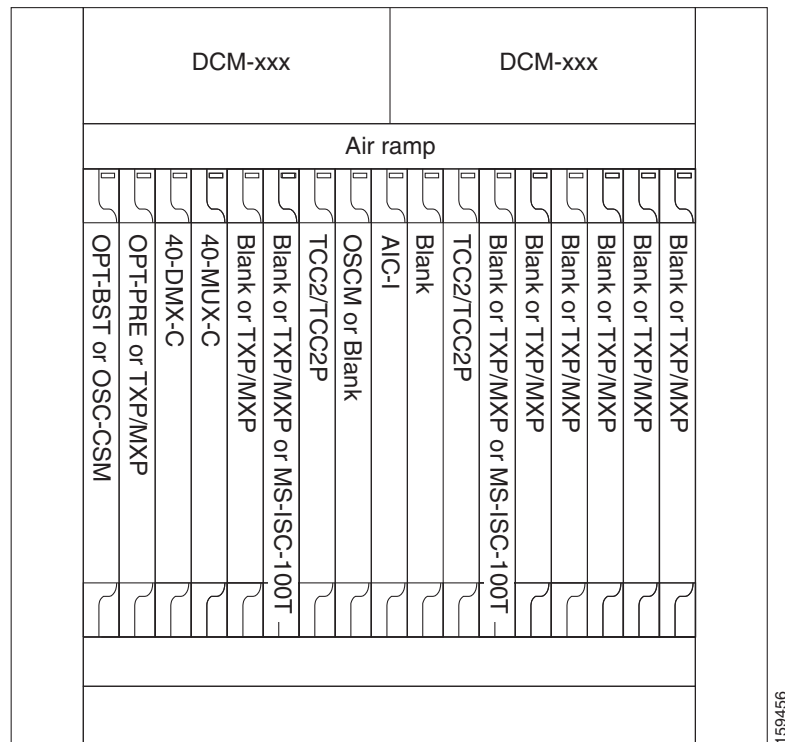 DCM-xxx
DCM-xxx
Air ramp
OPT-BST or OSC-CSM
OPT-PRE or TXP/MXP
40-DMX-C
40-MUX-C
Blank or TXP/MXP
Blank or TXP/MXP or MS-ISC-100T
TCC2/TCC2P
OSCM or Blank
AIC-I
Blank
TCC2/TCC2P
Blank or TXP/MXP or MS-ISC-100T
Blank or TXP/MXP
Blank or TXP/MXP
Blank or TXP/MXP
Blank or TXP/MXP
Blank or TXP/MXP
159456